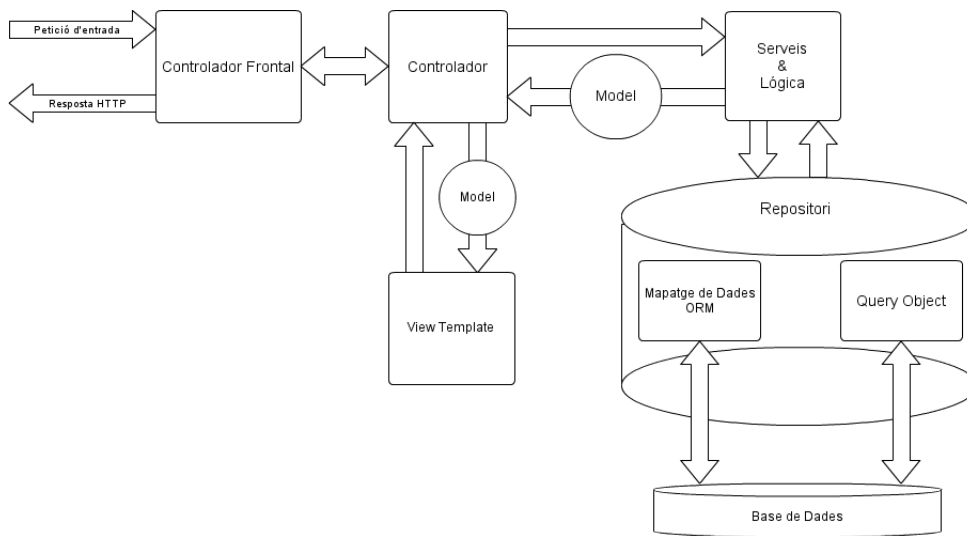 Petició d'entrada
Resposta HTTP
Controlador Frontal
Controlador
Model
Serveis
&
Lógica
Model
View Template
Repositori
Mapatge de Dades
ORM
Query Object
Base de Dades